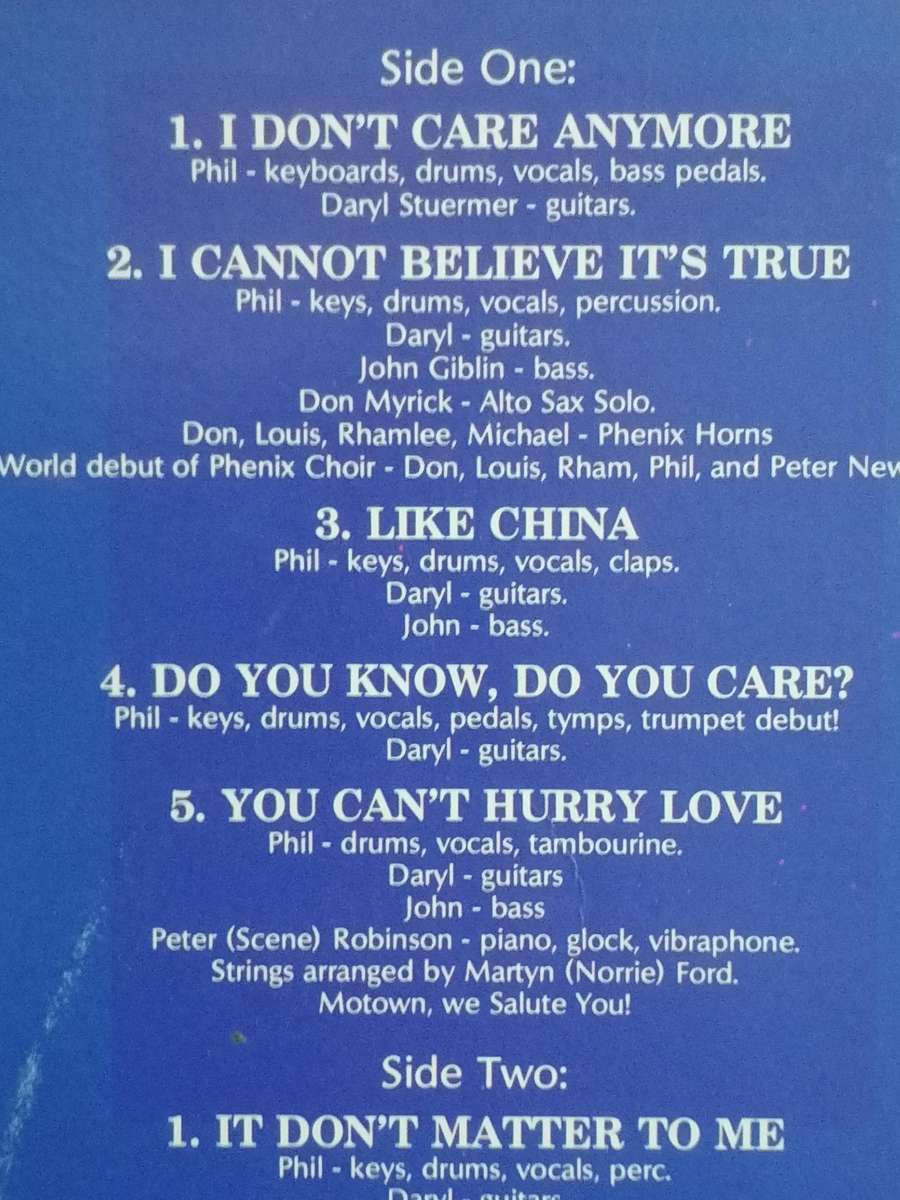 Side One:
1. I DON'T CARE ANYMORE
Phil - keyboards, drums, vocals, bass pedals.
Daryl Stuermer - guitars.
2. I CANNOT BELIEVE IT'S TRUE
Phil - keys, drums, vocals, percussion.
Daryl - guitars.
John Giblin - bass.
Don Myrick - Alto Sax Solo.
Don, Louis, Rhamlee, Michael - Phenix Horns
World debut of Phenix Choir - Don, Louis, Rham, Phil, and Peter New
3. LIKE CHINA
Phil - keys, drums, vocals, claps.
Daryl - guitars.
John - bass.
4. DO YOU KNOW, DO YOU CARE?
Phil - keys, drums, vocals, pedals, tymps, trumpet debut!
Daryl - guitars.
5. YOU CAN'T HURRY LOVE
Phil - drums, vocals, tambourine.
Daryl - guitars
John - bass
Peter (Scene) Robinson - piano, glock, vibraphone.
Strings arranged by Martyn (Norrie) Ford.
Motown, we Salute You!
Side Two:
1. IT DON'T MATTER TO ME
Phil - keys, drums, vocals, perc.
Daryl - guitars